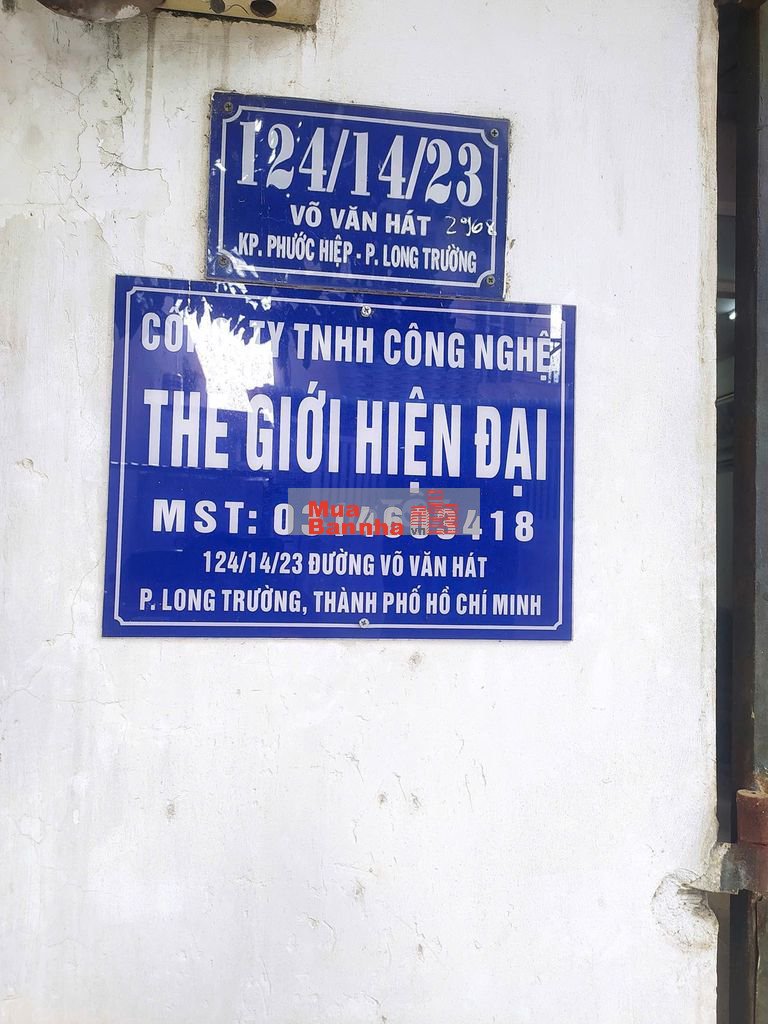 124/14/23
VÕ VĂN HÁT
KP. PHƯỚC HIỆP - P. LONG TRƯỜNG
CÔNG TY TNHH CÔNG NGHỆ
THẾ GIỚI HIỆN ĐẠI
MST:
Mua
Bannha
124/14/23 ĐƯỜNG VÕ VĂN HÁT
P. LONG TRƯỜNG, THÀNH PHỐ HỒ CHÍ MINH